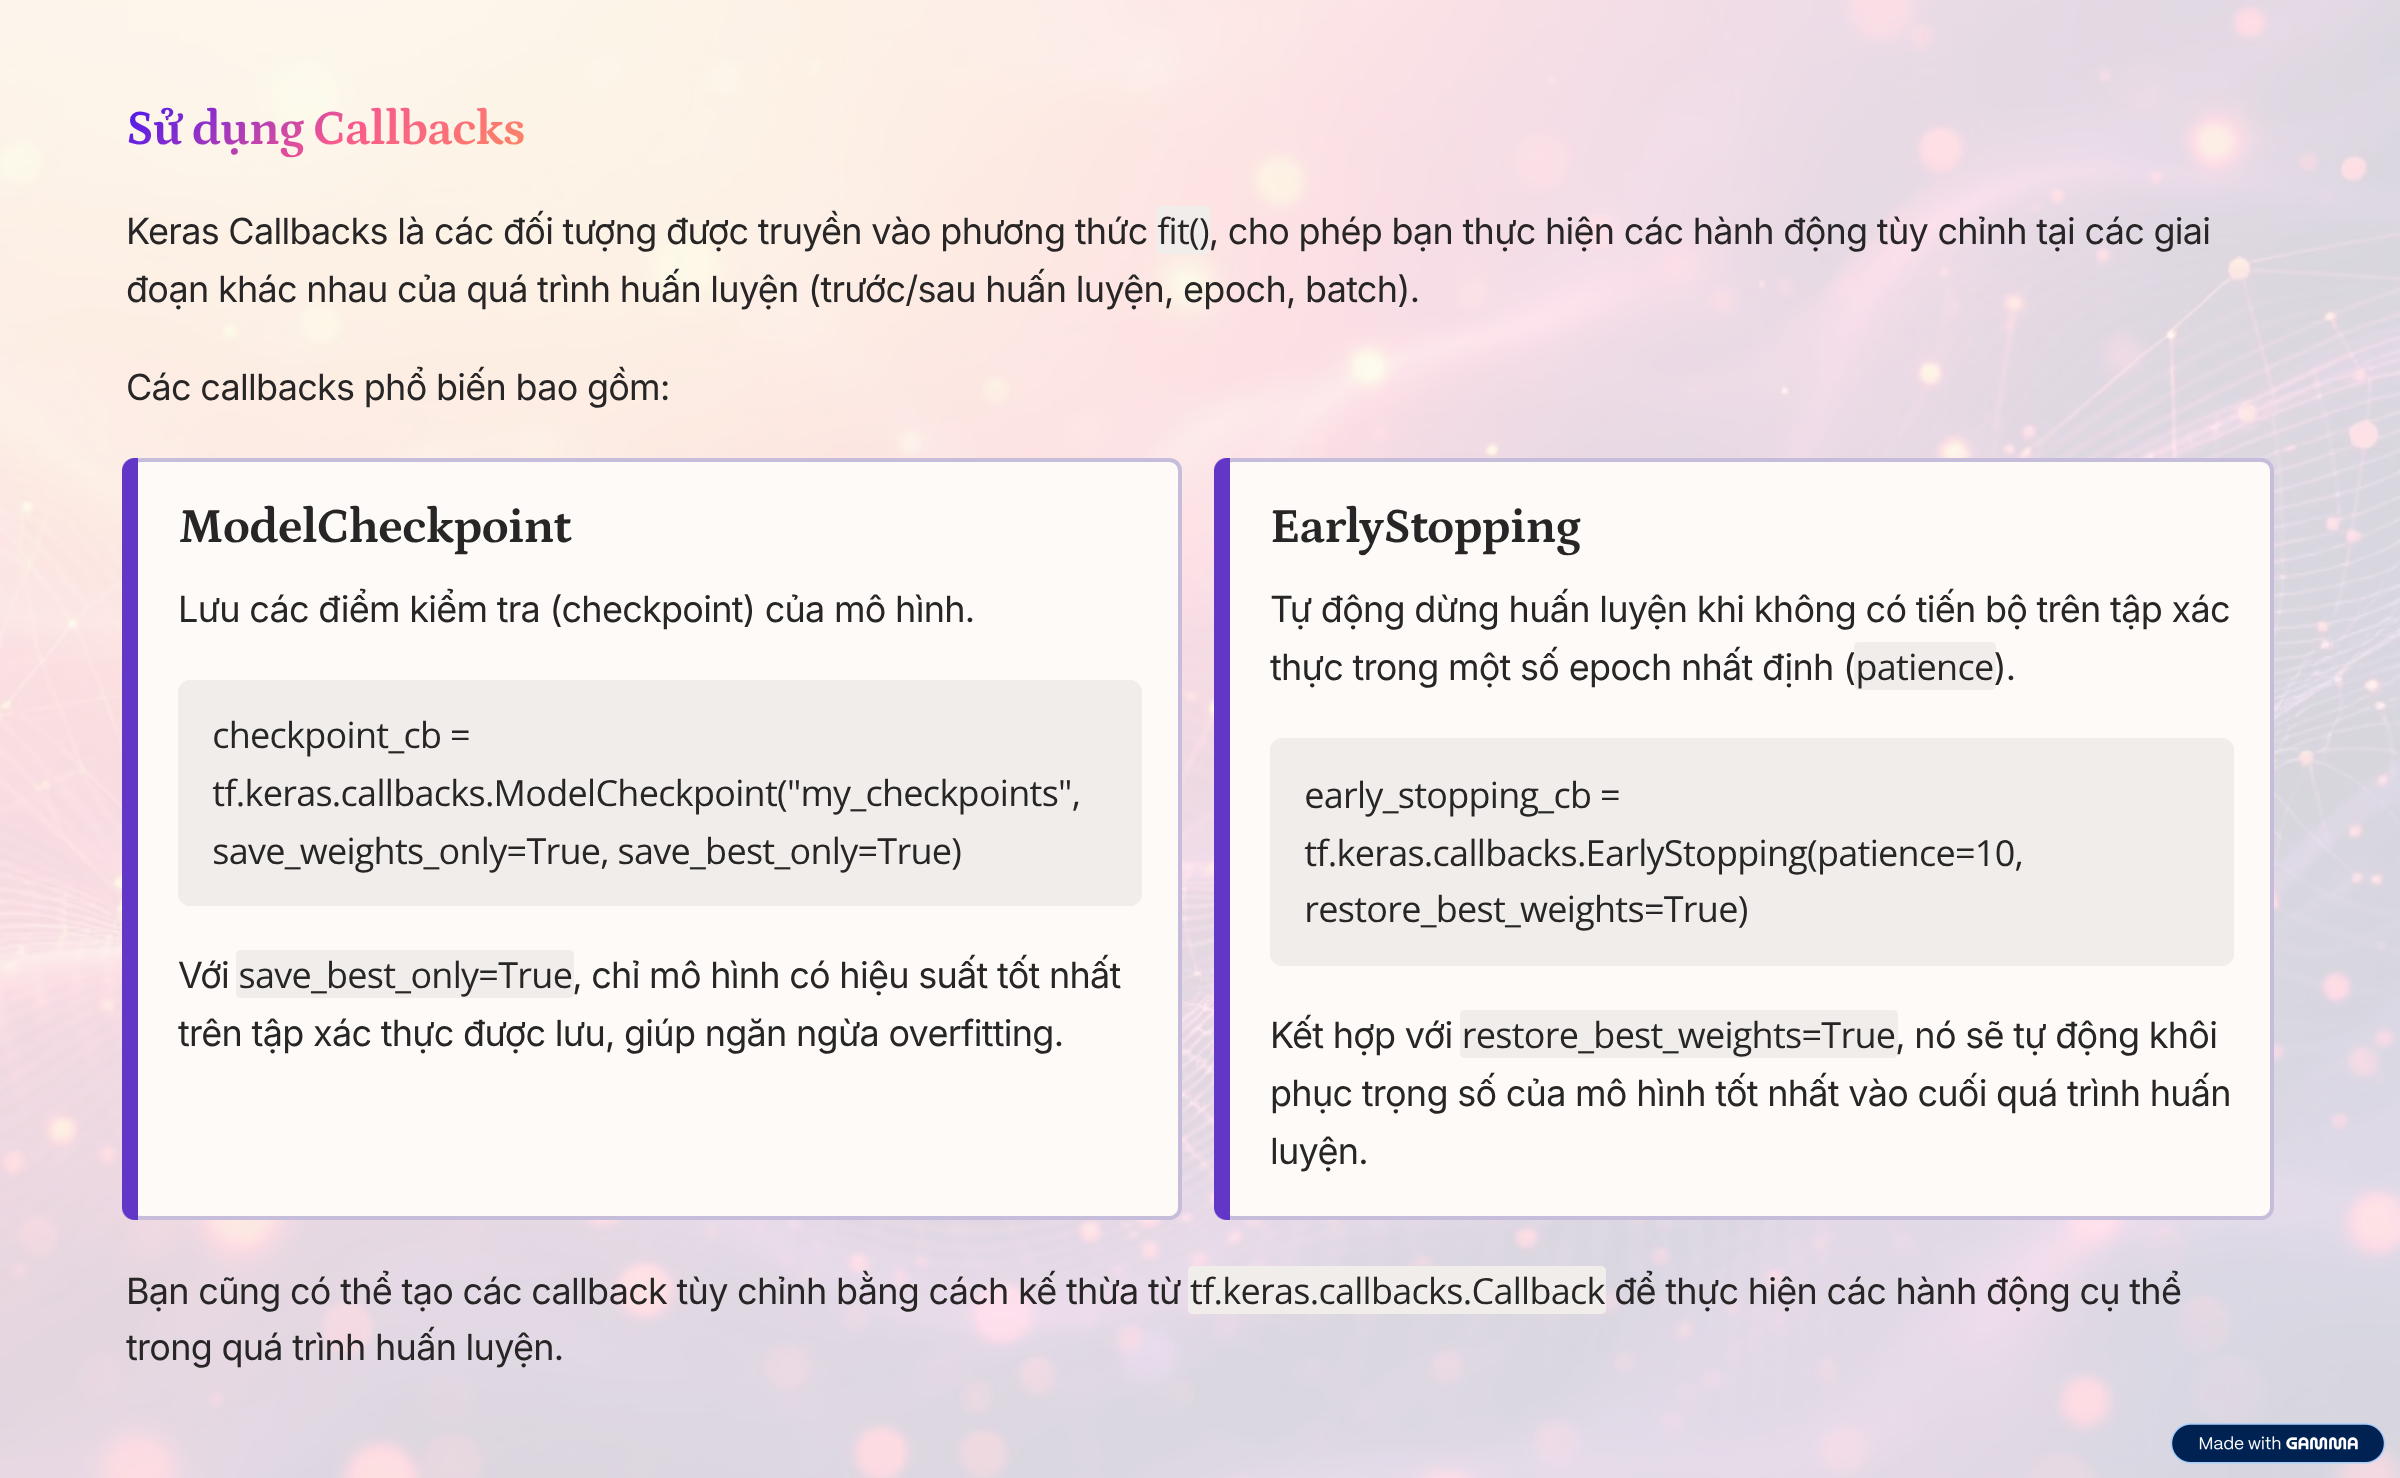 Sử dụng Callbacks
Keras Callbacks là các đối tượng được truyền vào phương thức fit(), cho phép bạn thực hiện các hành động tùy chỉnh tại các giai
đoạn khác nhau của quá trình huấn luyện (trước/sau huấn luyện, epoch, batch).
Các callbacks phổ biến bao gồm:
ModelCheckpoint
Lưu các điểm kiểm tra (checkpoint) của mô hình.
checkpoint_cb =
tf.keras.callbacks.ModelCheckpoint("my_checkpoints",
save_weights_only=True, save_best_only=True)
Với save_best_only=True, chỉ mô hình có hiệu suất tốt nhất
trên tập xác thực được lưu, giúp ngăn ngừa overfitting.
EarlyStopping
Tự động dừng huấn luyện khi không có tiến bộ trên tập xác
thực trong một số epoch nhất định (patience).
early_stopping_cb =
tf.keras.callbacks.EarlyStopping(patience=10,
restore_best_weights=True)
Kết hợp với restore_best_weights=True, nó sẽ tự động khôi
phục trọng số của mô hình tốt nhất vào cuối quá trình huấn
luyện.
Bạn cũng có thể tạo các callback tùy chỉnh bằng cách kế thừa từ tf.keras.callbacks.Callback để thực hiện các hành động cụ thể
trong quá trình huấn luyện.
Made with GAMMA